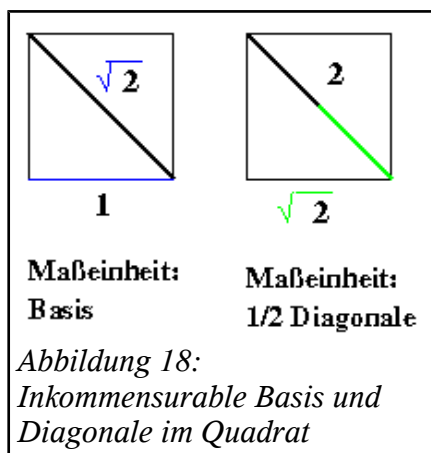 √2
2
1
√2
Maßeinheit:
Basis
Maßeinheit:
1/2 Diagonale
Abbildung 18:
Inkommensurable Basis und
Diagonale im Quadrat